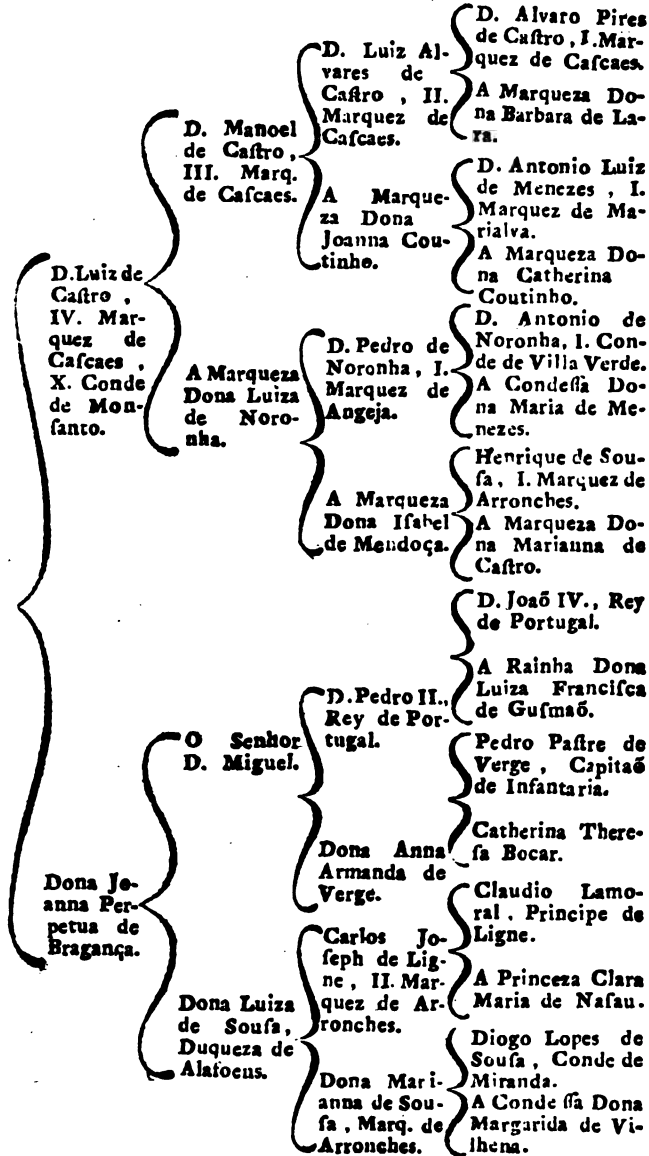 D. Luiz de
Caſtro ,
IV. Mar-
quez de
Caſcaes ,
X. Conde
de Mon-
ſanto.
D. Manoel
de Caſtro ,
III. Marq.
de Caſcaes.
D. Luiz Al-
vares de
Caſtro , II.
Marquez de
Caſcaes.
D. Alvaro Pires
de Caſtro , I. Mar-
quez de Caſcaes.
A Marqueza Do-
na Barbara de La-
ra.
A Marque-
za Dona
Joanna Cou-
tinho.
D. Antonio Luiz
de Menezes , I.
Marquez de Ma-
rialva.
A Marqueza Do-
na Catherina
Coutinho.
A Marqueza
Dona Luiza
de Noro-
nha.
D. Pedro de
Noronha, I.
Marquez de
Angeja.
D. Antonio de
Noronha, I. Con-
de de Villa Verde.
A Condeſſa Do-
na Maria de Me-
nezes.
A Marqueza
Dona Iſabel
de Mendoça.
Henrique de Sou-
ſa, I. Marquez de
Arronches.
A Marqueza Do-
na Marianna de
Caſtro.
Dona Jo-
anna Per-
petua de
Bragança.
O Senhor
D. Miguel.
D. Pedro II.,
Rey de Por-
tugal.
D. Joaõ IV., Rey
de Portugal.
A Rainha Dona
Luiza Franciſca
de Guſmaõ.
Dona Anna
Armanda de
Verge.
Pedro Paſtre de
Verge , Capitaõ
de Infantaria.
Catherina There-
ſa Bocar.
Dona Luiza
de Souſa,
Duqueza de
Alafoens.
Carlos Jo-
ſeph de Lig-
ne, II. Mar-
quez de Ar-
ronches.
Claudio Lamo-
ral, Principe de
Ligne.
A Princeza Clara
Maria de Naſau.
Dona Mari-
anna de Sou-
ſa, Marq. de
Arronches.
Diogo Lopes de
Souſa, Conde de
Miranda.
A Condeſſa Dona
Margarida de Vi-
lhena.